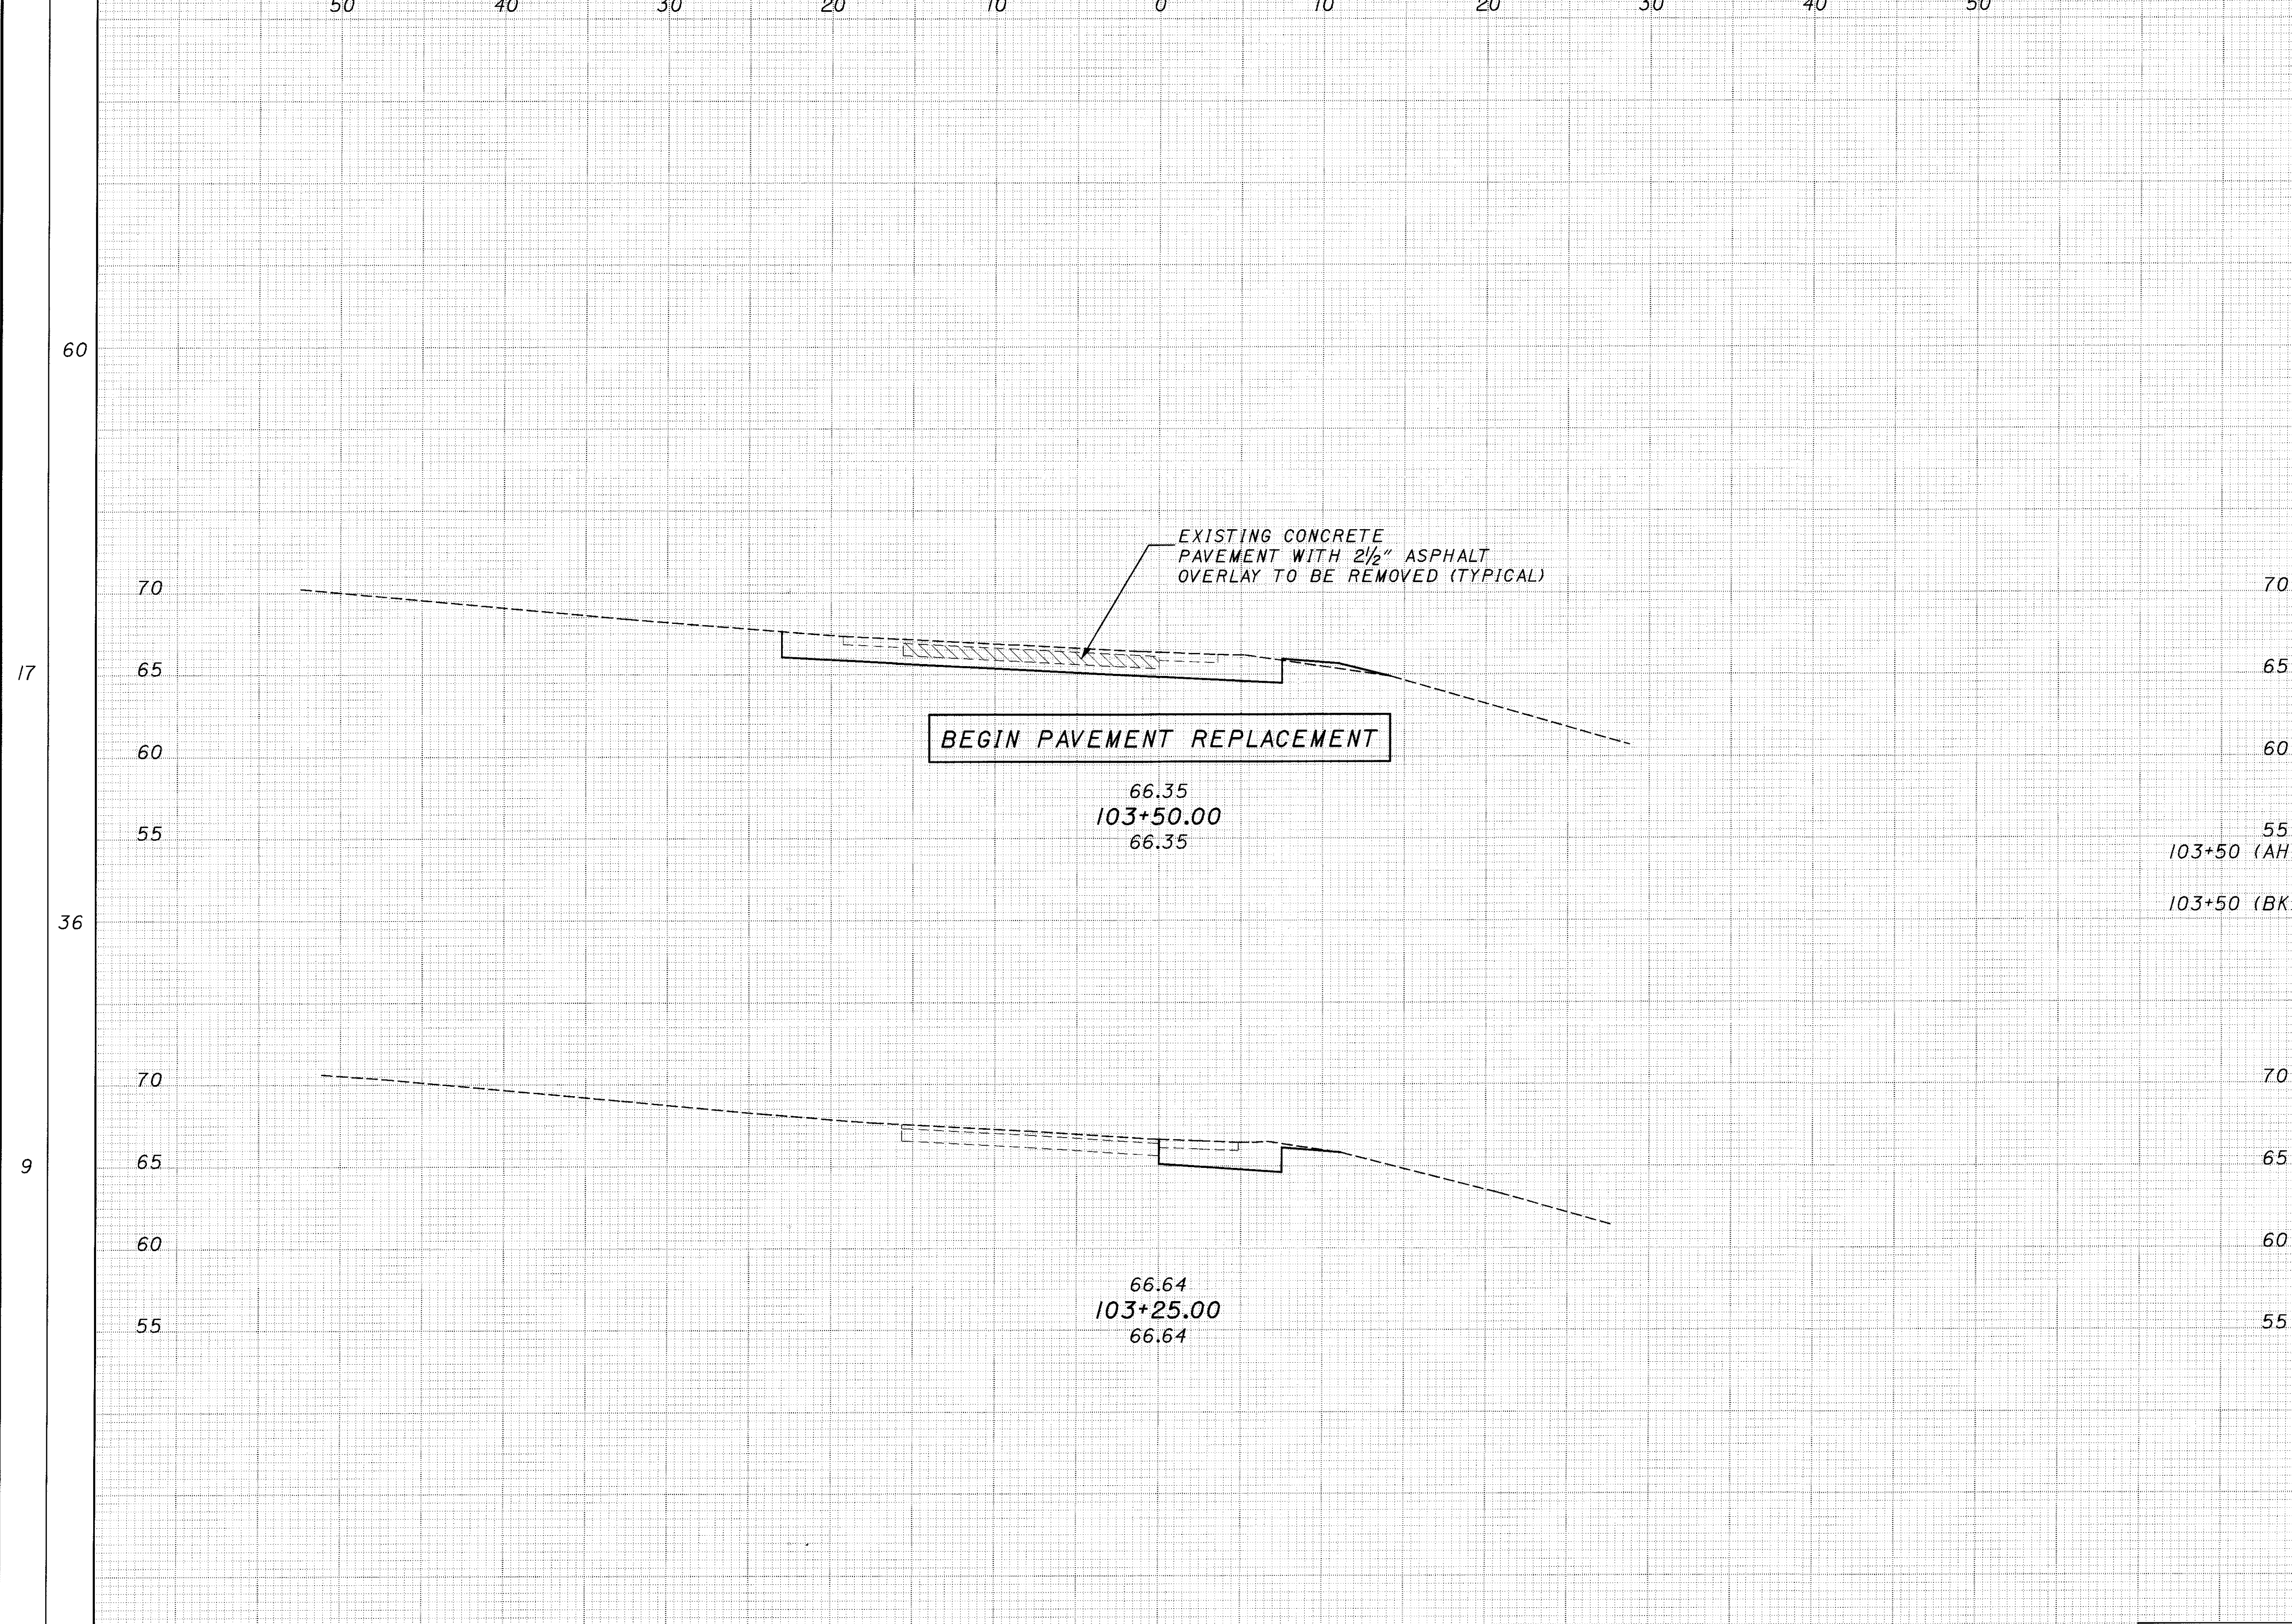 50 40 30 20 10 0 10 20 30 40 50
60
EXISTING CONCRETE
PAVEMENT WITH 2½" ASPHALT
OVERLAY TO BE REMOVED (TYPICAL)
70 70
17 65 65
BEGIN PAVEMENT REPLACEMENT
60 60
66.35
103+50.00
66.35
55 55
103+50 (AH
103+50 (BK
36
70 70
9 65 65
60 60
66.64
103+25.00
66.64
55 55